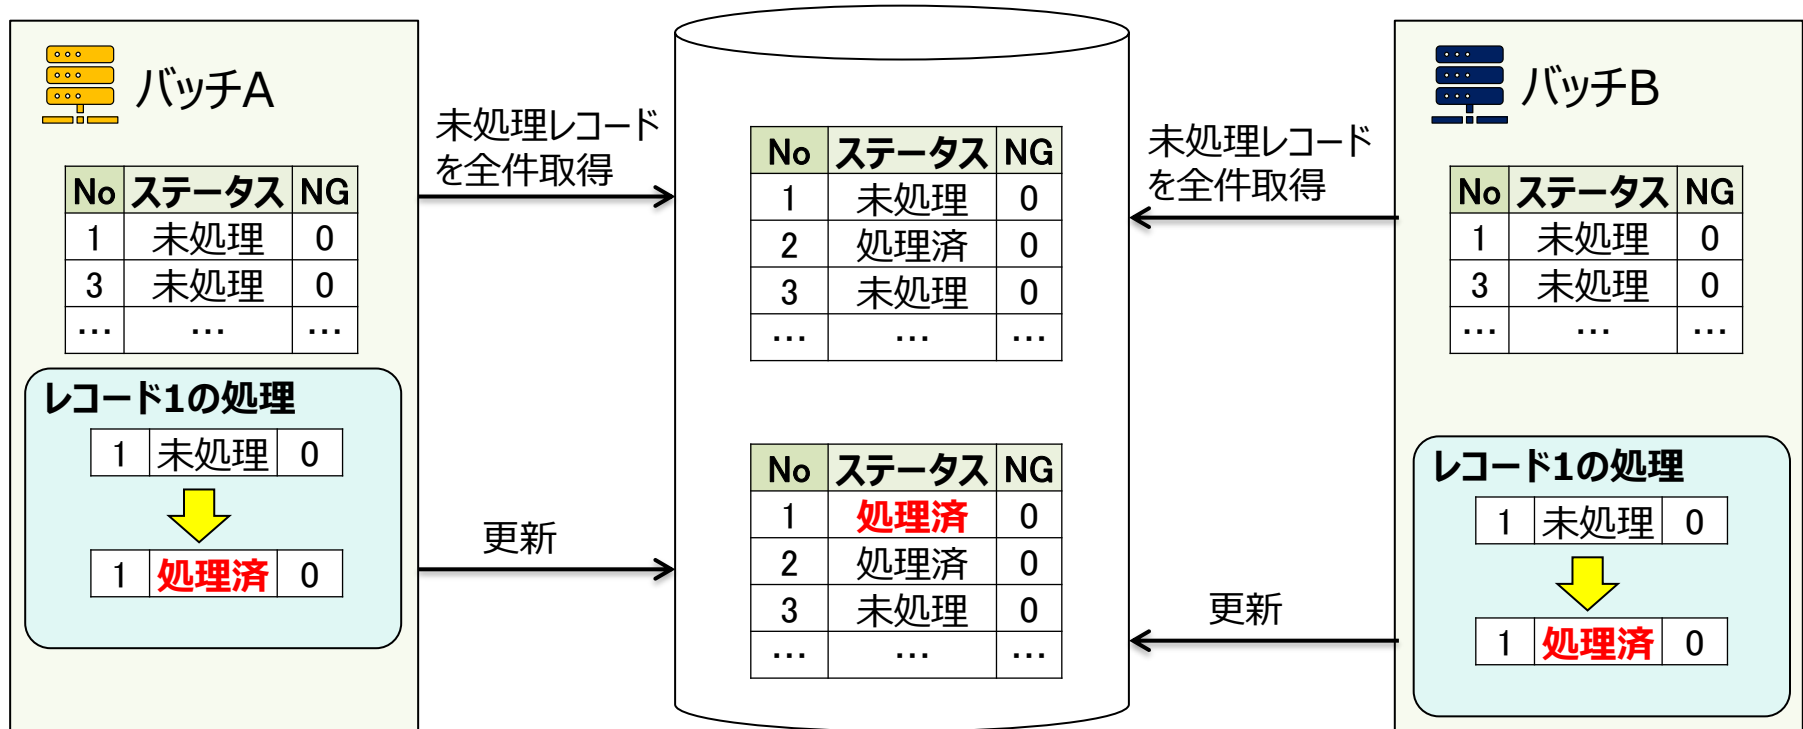 バッチA
No ステータス NG
1 未処理 0
3 未処理 0
… … …
レコード1の処理
1 未処理 0
1 処理済 0
未処理レコード
を全件取得
更新
No ステータス NG
1 未処理 0
2 処理済 0
3 未処理 0
… … …
No ステータス NG
1 処理済 0
2 処理済 0
3 未処理 0
… … …
未処理レコード
を全件取得
更新
バッチB
No ステータス NG
1 未処理 0
3 未処理 0
… … …
レコード1の処理
1 未処理 0
1 処理済 0